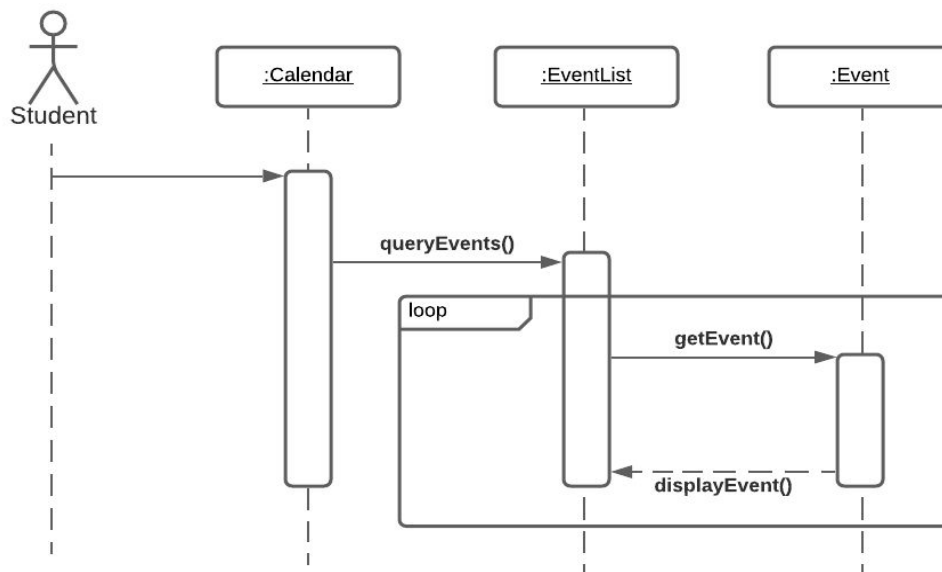 Student
:Calendar
:EventList
:Event
queryEvents()
loop
getEvent()
displayEvent()